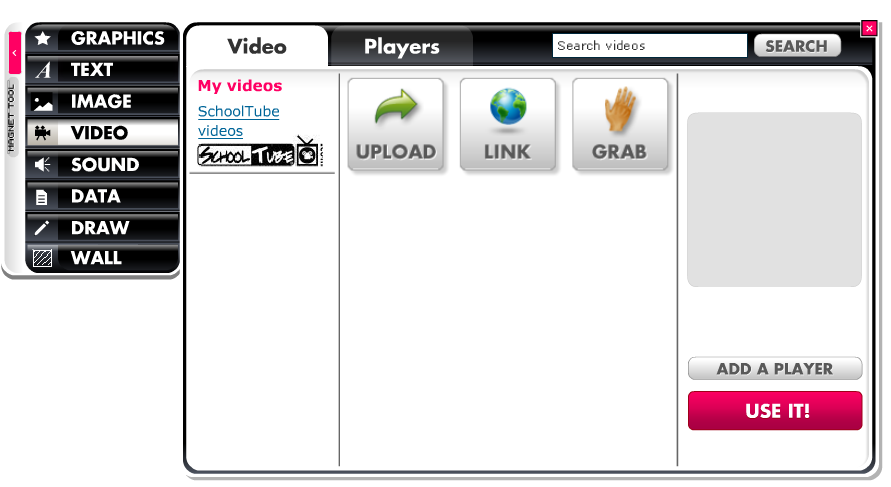 MAGNET TOOL
GRAPHICS
TEXT
IMAGE
VIDEO
SOUND
DATA
DRAW
WALL
Video
Players
Search videos
SEARCH
My videos
SchoolTube
videos
SCHOOL TUBE
UPLOAD
LINK
GRAB
ADD A PLAYER
USE IT!